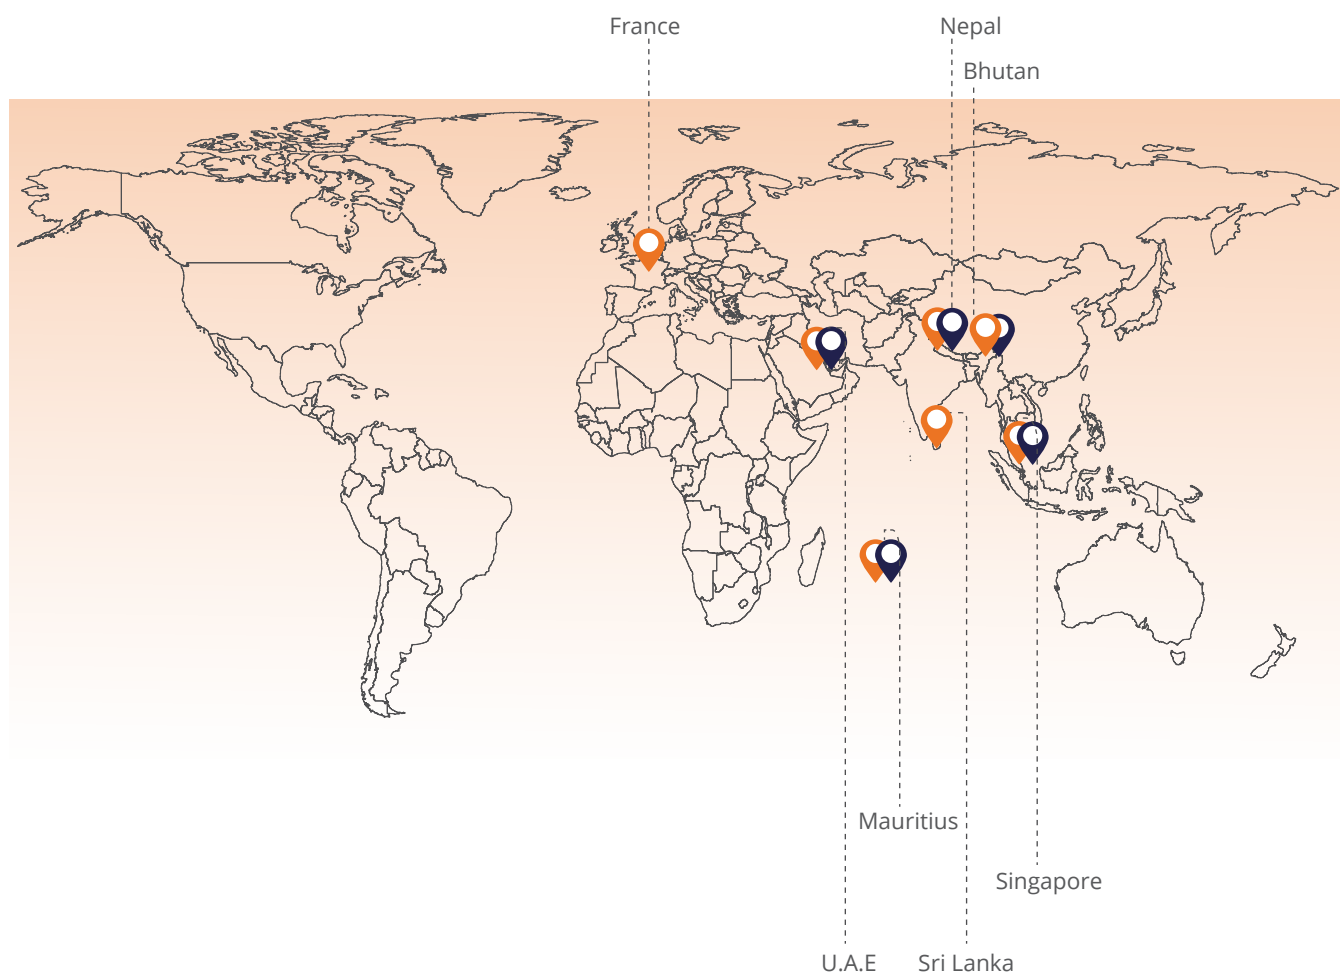 France
Nepal
Bhutan
Mauritius
Singapore
U.A.E
Sri Lanka